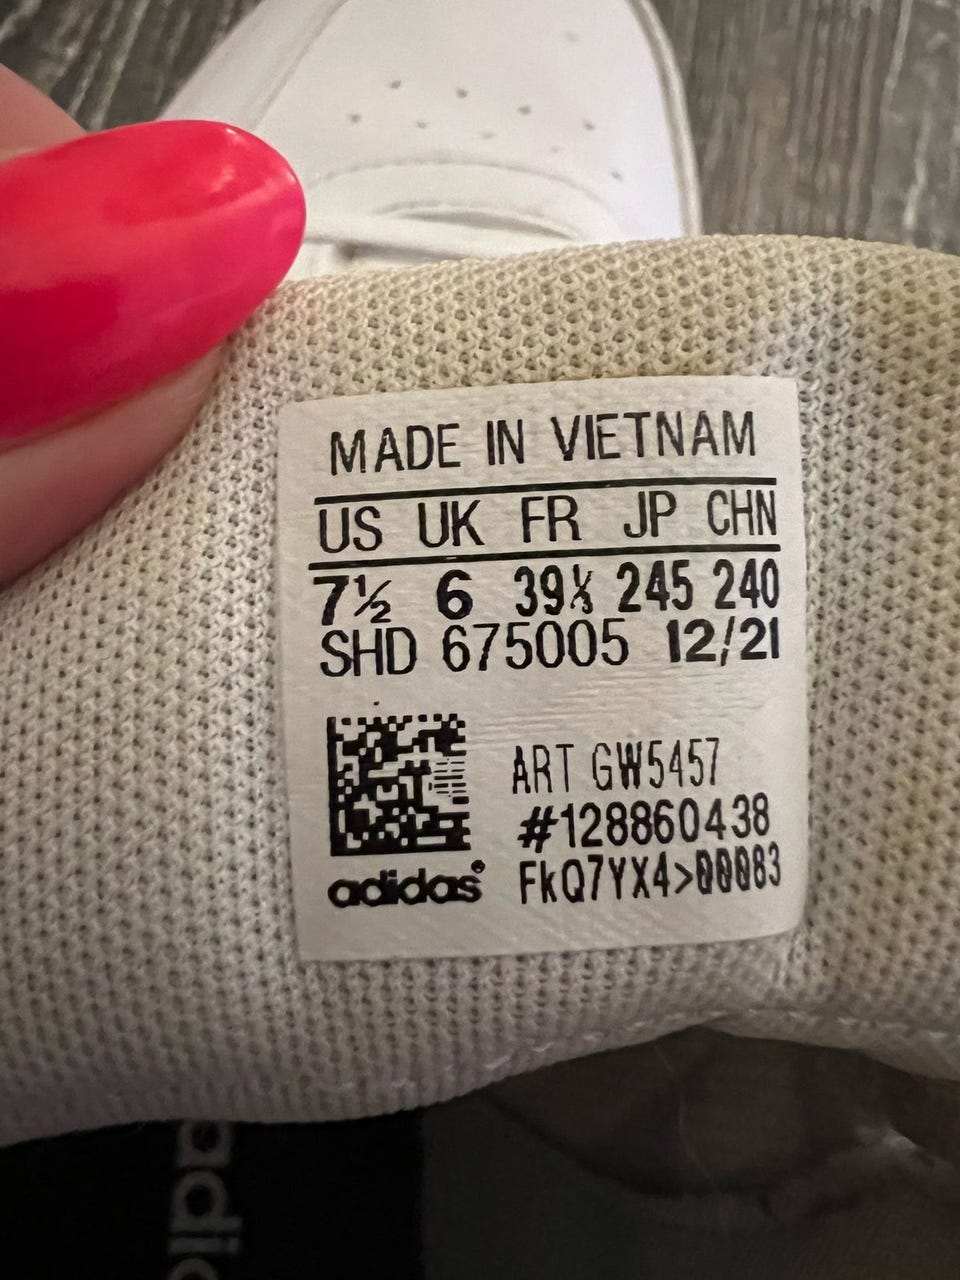 MADE IN VIETNAM
US UK FR JP CHN
7½ 6 39⅓ 245 240
SHD 675005 12/21
ART GW5457
#128860438
FkQ7YX4>00083
adidas
adidas